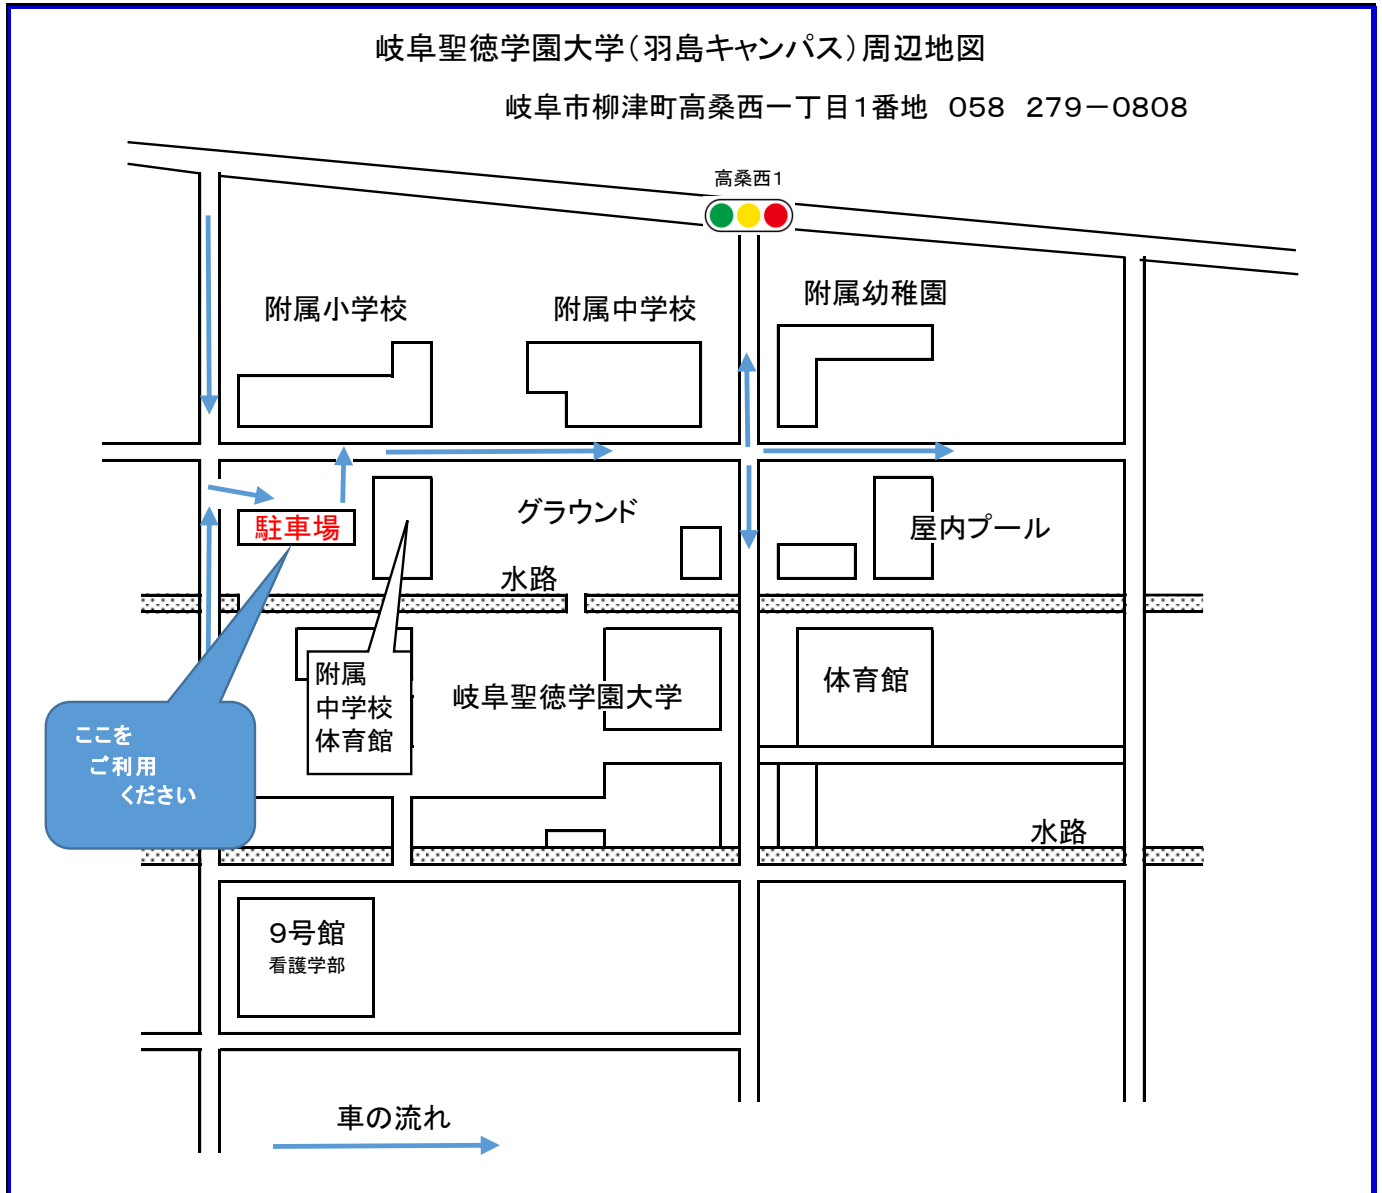 岐阜聖徳学園大学(羽島キャンパス)周辺地図
岐阜市柳津町高桑西一丁目1番地　058　279－0808
高桑西1
附属小学校
附属中学校
附属幼稚園
駐車場
グラウンド
屋内プール
水路
附属
中学校
体育館
岐阜聖徳学園大学
体育館
ここを
ご利用
ください
水路
9号館
看護学部
車の流れ